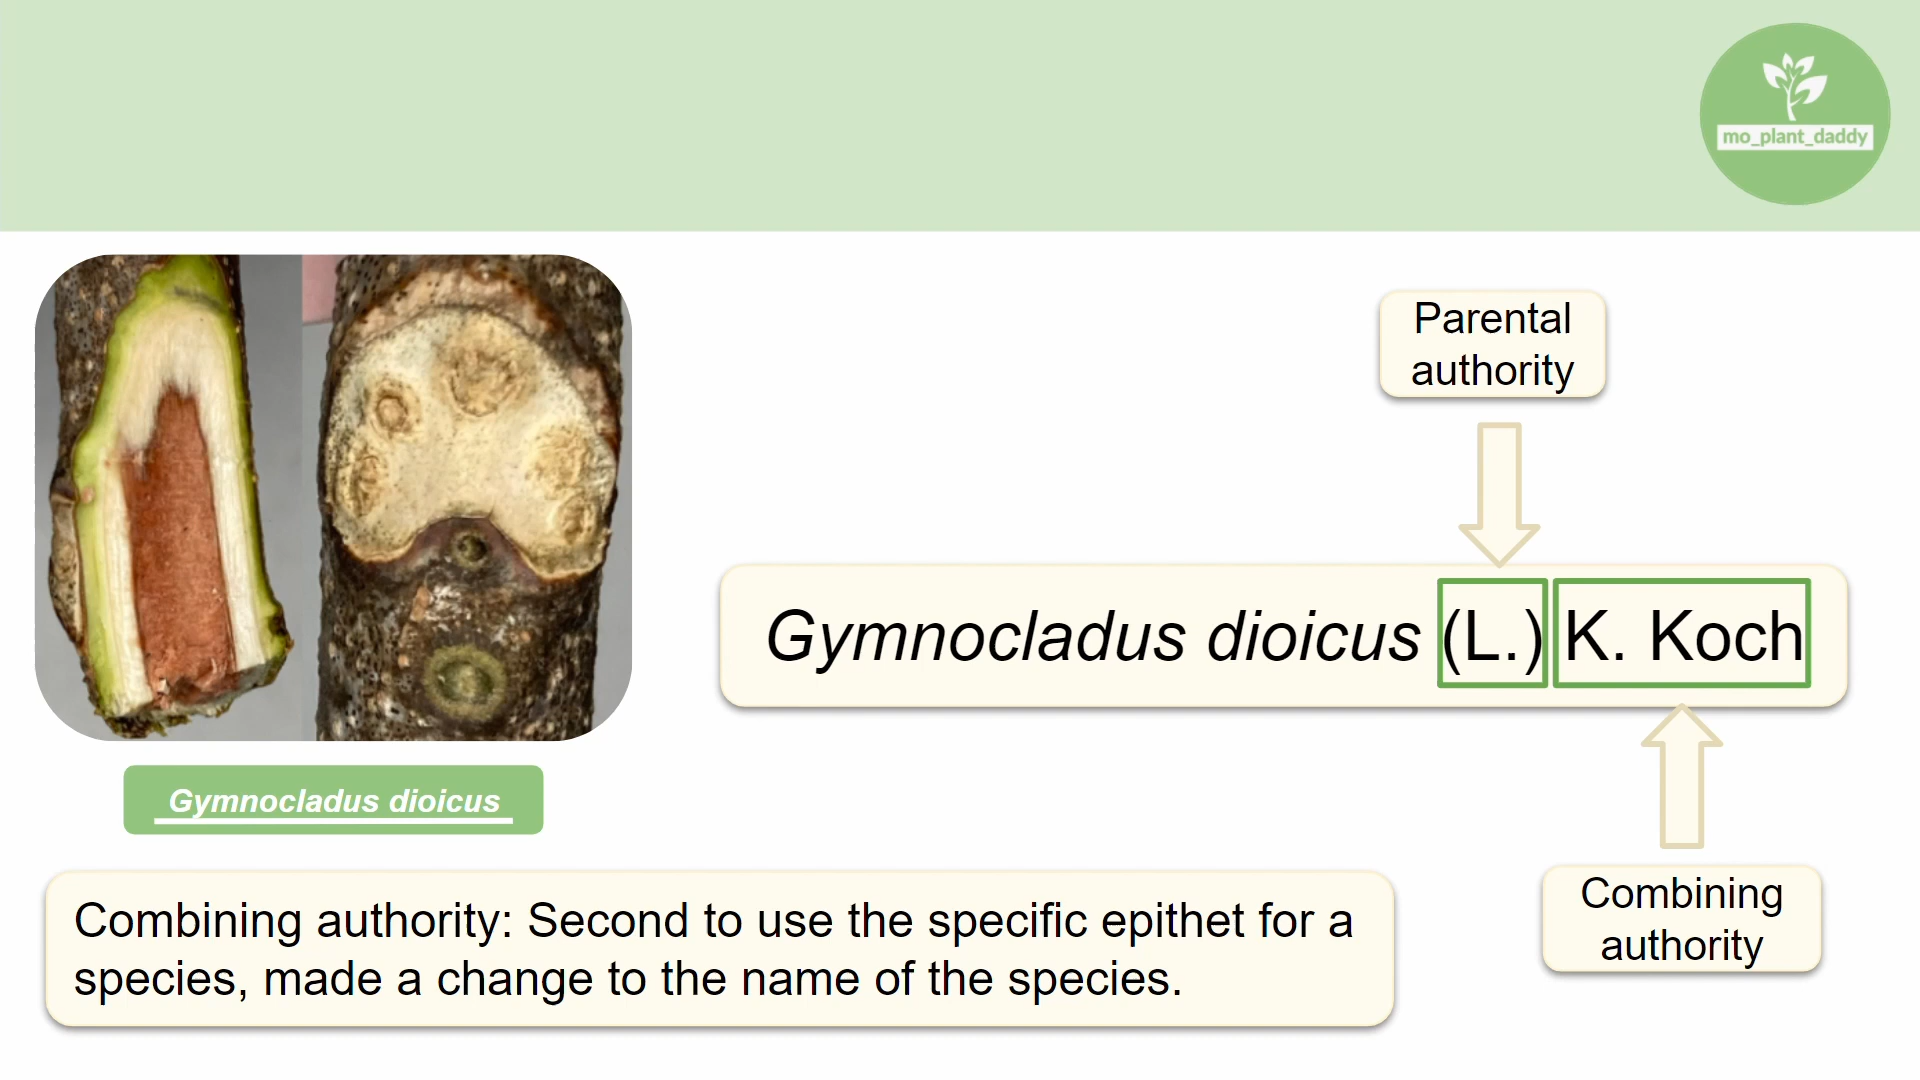 mo_plant_daddy
Parental
authority
Gymnocladus dioicus (L.) K. Koch
Gymnocladus dioicus
Combining authority: Second to use the specific epithet for a
species, made a change to the name of the species.
Combining
authority